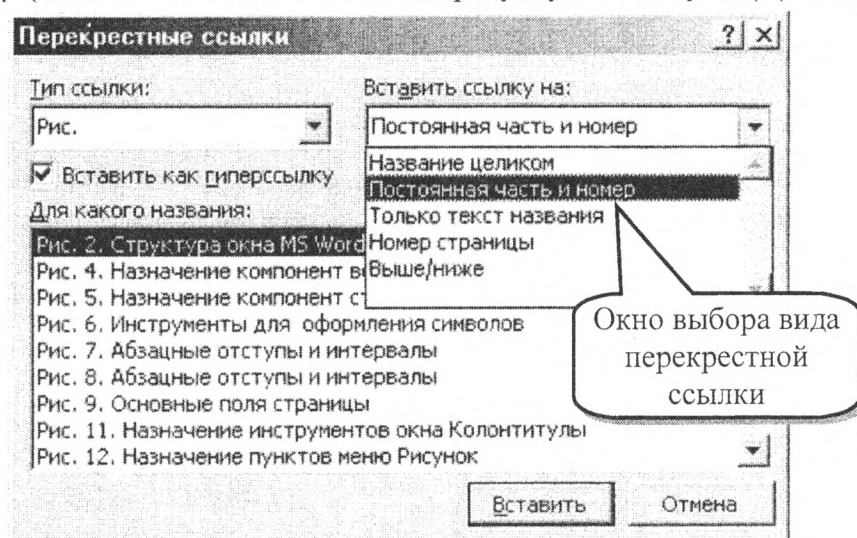 Перекрестные ссылки
Тип ссылки:
Вставить ссылку на:
Рис.
Постоянная часть и номер
Название целиком
Постоянная часть и номер
Только текст названия
Номер страницы
Выше/ниже
Вставить как гиперссылку
Для какого названия:
Рис. 2. Структура окна MS Word
Рис. 4. Назначение компонент
Рис. 5. Назначение компонент
Рис. 6. Инструменты для оформления символов
Рис. 7. Абзацные отступы и интервалы
Рис. 8. Абзацные отступы и интервалы
Рис. 9. Основные поля страницы
Рис. 11. Назначение инструментов окна Колонтитулы
Рис. 12. Назначение пунктов меню Рисунок
Окно выбора вида
перекрестной
ссылки
Вставить
Отмена